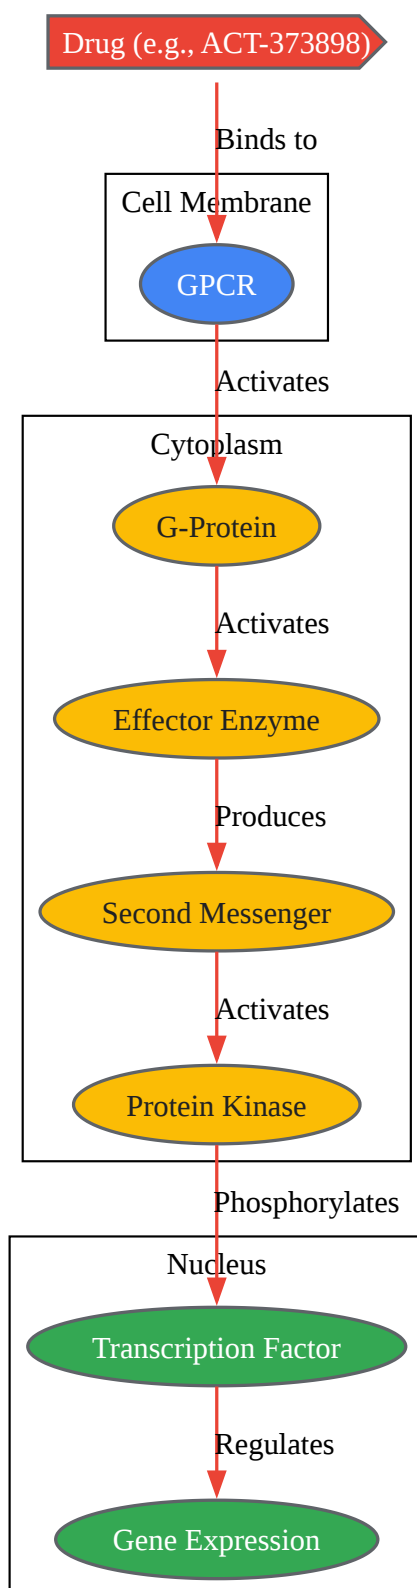 Drug (e.g., ACT-373898)
Binds to
Cell Membrane
GPCR
Activates
Cytoplasm
G-Protein
Activates
Effector Enzyme
Produces
Second Messenger
Activates
Protein Kinase
Phosphorylates
Nucleus
Transcription Factor
Regulates
Gene Expression